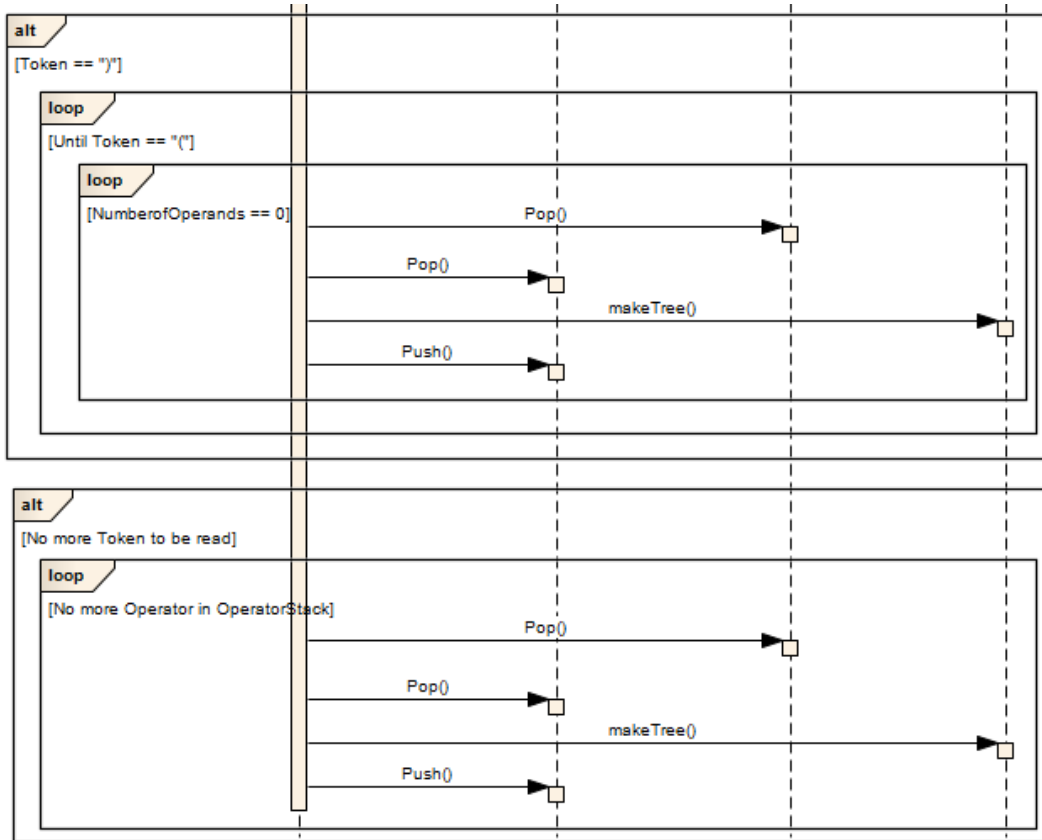 alt
[Token == ")"]
loop
[Until Token == "("]
loop
[NumberofOperands == 0]
Pop()
Pop()
makeTree()
Push()
alt
[No more Token to be read]
loop
[No more Operator in OperatorStack]
Pop()
Pop()
makeTree()
Push()